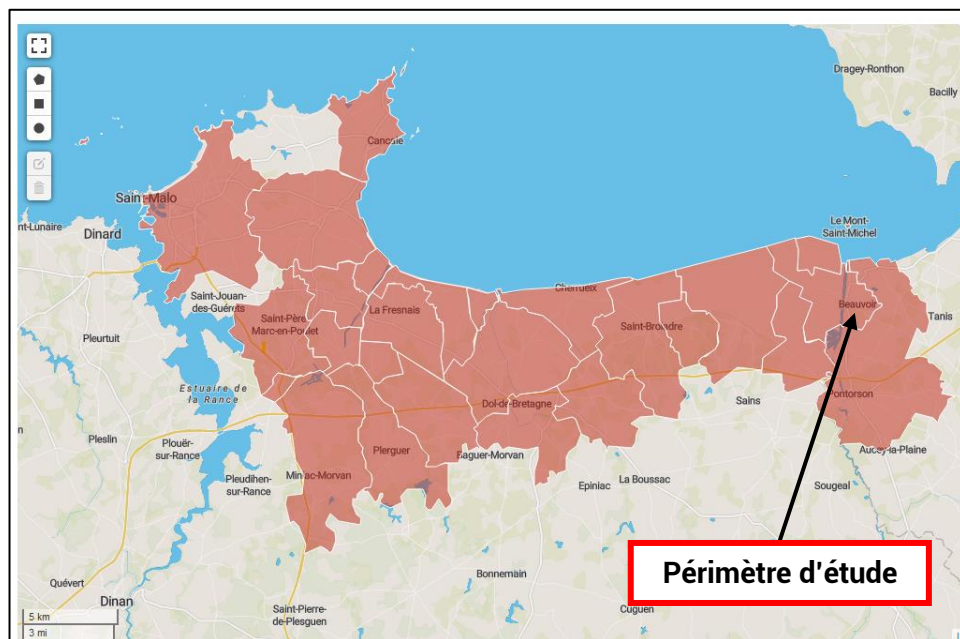 Dragey-Ronthon
Bacilly
Cancale
Saint-Malo
Le Mont-
Saint-Michel
Dinard
Saint-Jouan-
des-Guérets
Cherrueix
La Fresnais
Beauvoir
Tanis
Saint-Père
Marc-en-Poulet
Saint-Broladre
Pleurtuit
Estuaire de
la Rance
Pontorson
Sains
Dol-de-Bretagne
Pleslin
Plouër-
sur-Rance
Plerguer
Baguer-Morvan
Aucey-la-Plaine
Miniac-Morvan
Pleudihen-
sur-Rance
Epiniac
La Boussac
Sougeal
Périmètre d'étude
Bonnemain
Quévert
Dinan
Saint-Pierre-
de-Plesguen
Cuguen
5 km
3 mi